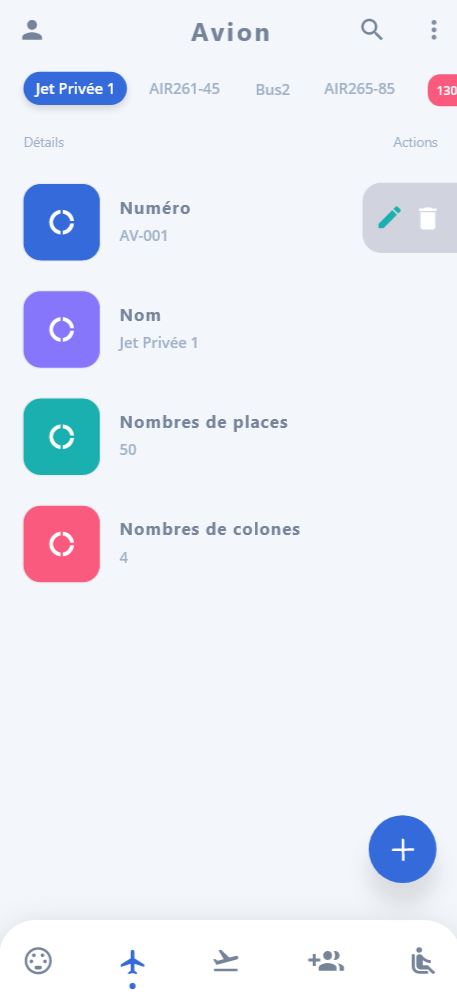 Avion
Jet Privée 1 AIR261-45 Bus2 AIR265-85 130
Détails Actions
Numéro
AV-001
Nom
Jet Privée 1
Nombres de places
50
Nombres de colones
4